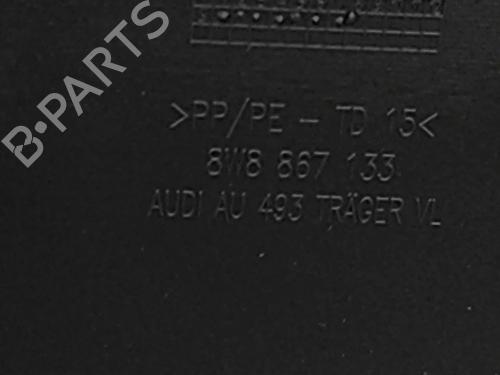 >PP/PE - TD 15<
8W8 867 133
AUDI AU 493 TRÄGER VL
B-PARTS